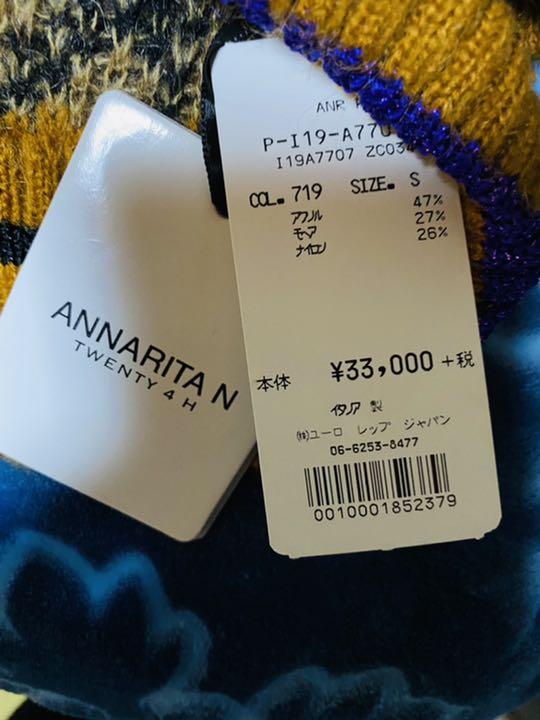 ANNARITA N
TWENTY 4 H
ANR
P-I19-A770
I19A7707 ZC034
COL. 719 SIZE. S
アクリル 47%
モヘア 27%
ナイロン 26%
本体 ¥33,000 +税
イタリア 製
㈱ユーロ レップ ジャパン
06-6253-8477
0010001852379